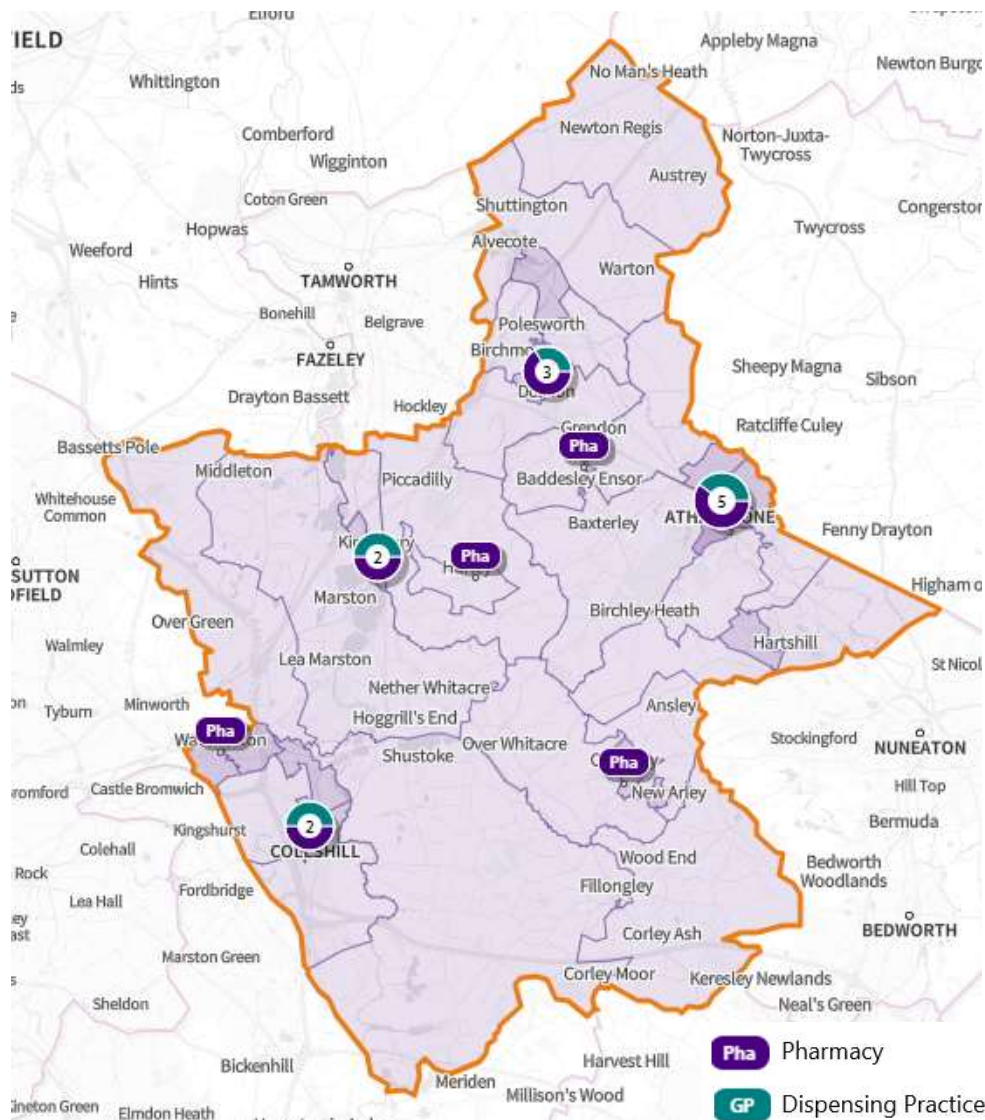 IELD
Whittington
Comberford
Wigginton
Coton Green
Hopwas
Weeford
Hints
TAMWORTH
Bonehill
Belgrave
FAZELEY
Drayton Bassett
Hockley
Appleby Magna
No Man's Heath
Newton Burgo
Newton Regis
Norton-Juxta-
Twycross
Austrey
Shuttington
Congerston
Twycross
Alvecote
Warton
Polesworth
Sheepy Magna
Sibson
3
Grendon
Ratcliffe Culey
Pha
Bassetts Pole
Middleton
Piccadilly
Baddesley Ensor
Whitehouse
Common
5
Baxterley
Fenny Drayton
2
Pha
SUTTON
DFIELD
Higham o
Marston
Birchley Heath
Over Green
Hartshill
Walmley
Lea Marston
St Nicol
Nether Whitacre
Ansley
Tyburn
Minworth
Hoggrill's End
Pha
Over Whitacre
Stockingford
NUNEATON
Shustoke
Pha
Castle Bromwich
New Arley
Hill Top
Kingshurst
2
Bermuda
Colehall
COLESHILL
Wood End
Bedworth
Woodlands
Rock
Fordbridge
Fillongley
Lea Hall
BEDWORTH
Corley Ash
Marston Green
Corley Moor
Keresley Newlands
Sheldon
Neal's Green
Pha Pharmacy
Bickenhill
Harvest Hill
Meriden
Millison's Wood
GP Dispensing Practice
Elmdon Heath